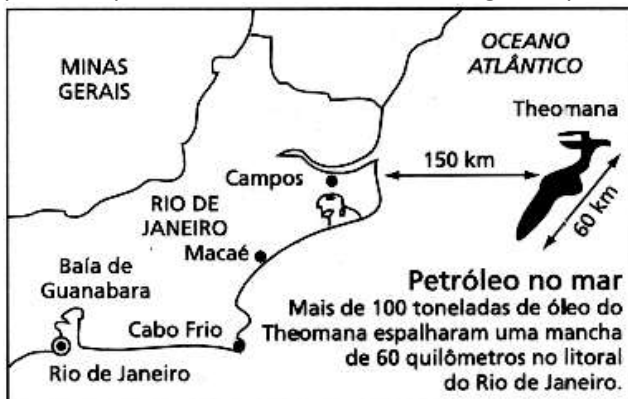 MINAS
GERAIS
OCEANO
ATLÂNTICO
Theomana
150 km
Campos
60 km
RIO DE
JANEIRO
Macaé
Baía de
Guanabara
Cabo Frio
Rio de Janeiro
Petróleo no mar
Mais de 100 toneladas de óleo do
Theomana espalharam uma mancha
de 60 quilômetros no litoral
do Rio de Janeiro.